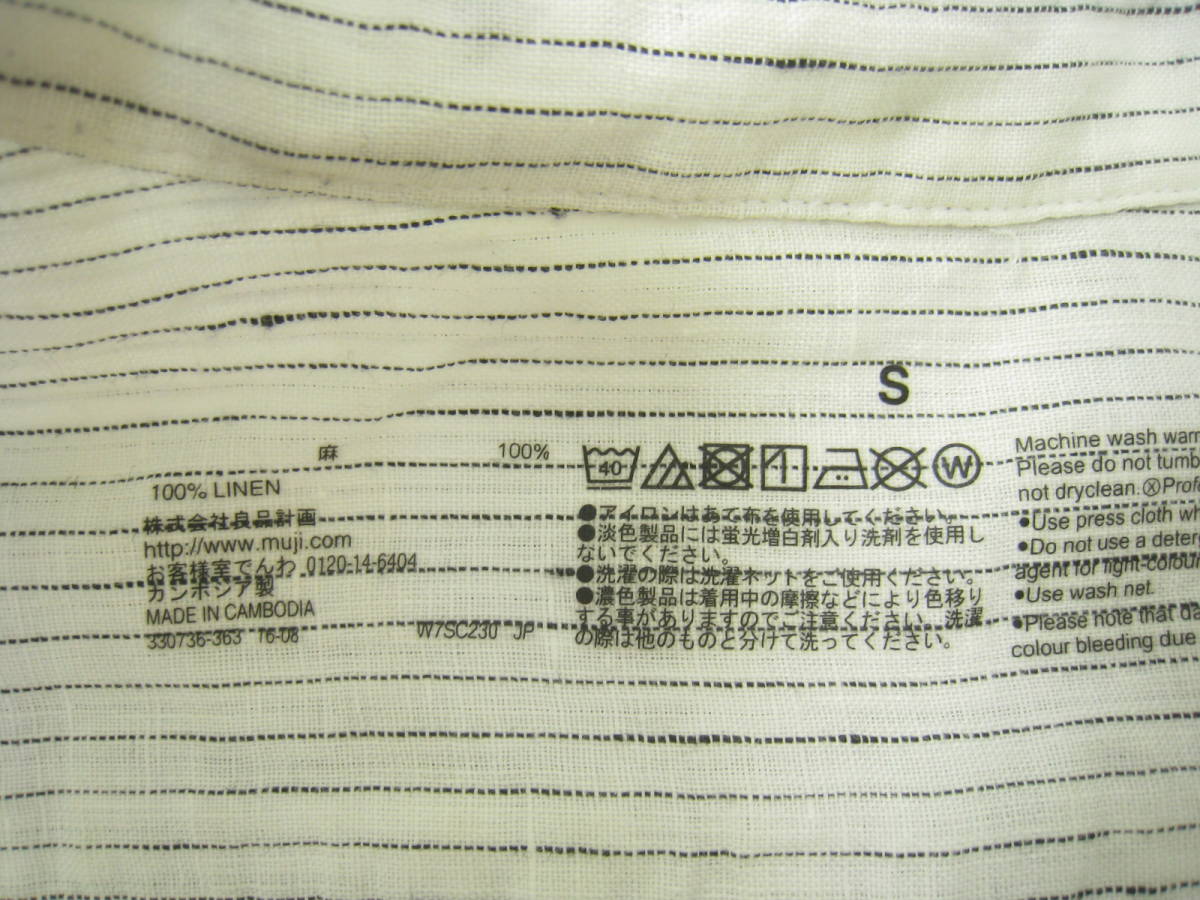 S
麻 100%
100% LINEN
株式会社良品計画
http://www.muji.com
お客様室でんわ 0120-14-6404
カンボジア製
MADE IN CAMBODIA
330736-363 16-08 W7SC230 JP
40
W
●アイロンはあて布を使用してください。
●淡色製品には蛍光増白剤入り洗剤を使用し
ないでください。
●洗濯の際は洗濯ネットをご使用ください。
●濃色製品は着用中の摩擦などにより色移り
する事がありますのでご注意ください。洗濯
の際は他のものと分けて洗ってください。
Machine wash warm
Please do not tumb
not dryclean.ⓧProfe
●Use press cloth wh
●Do not use a deterg
agent for light-colour
●Use wash net.
●Please note that da
colour bleeding due